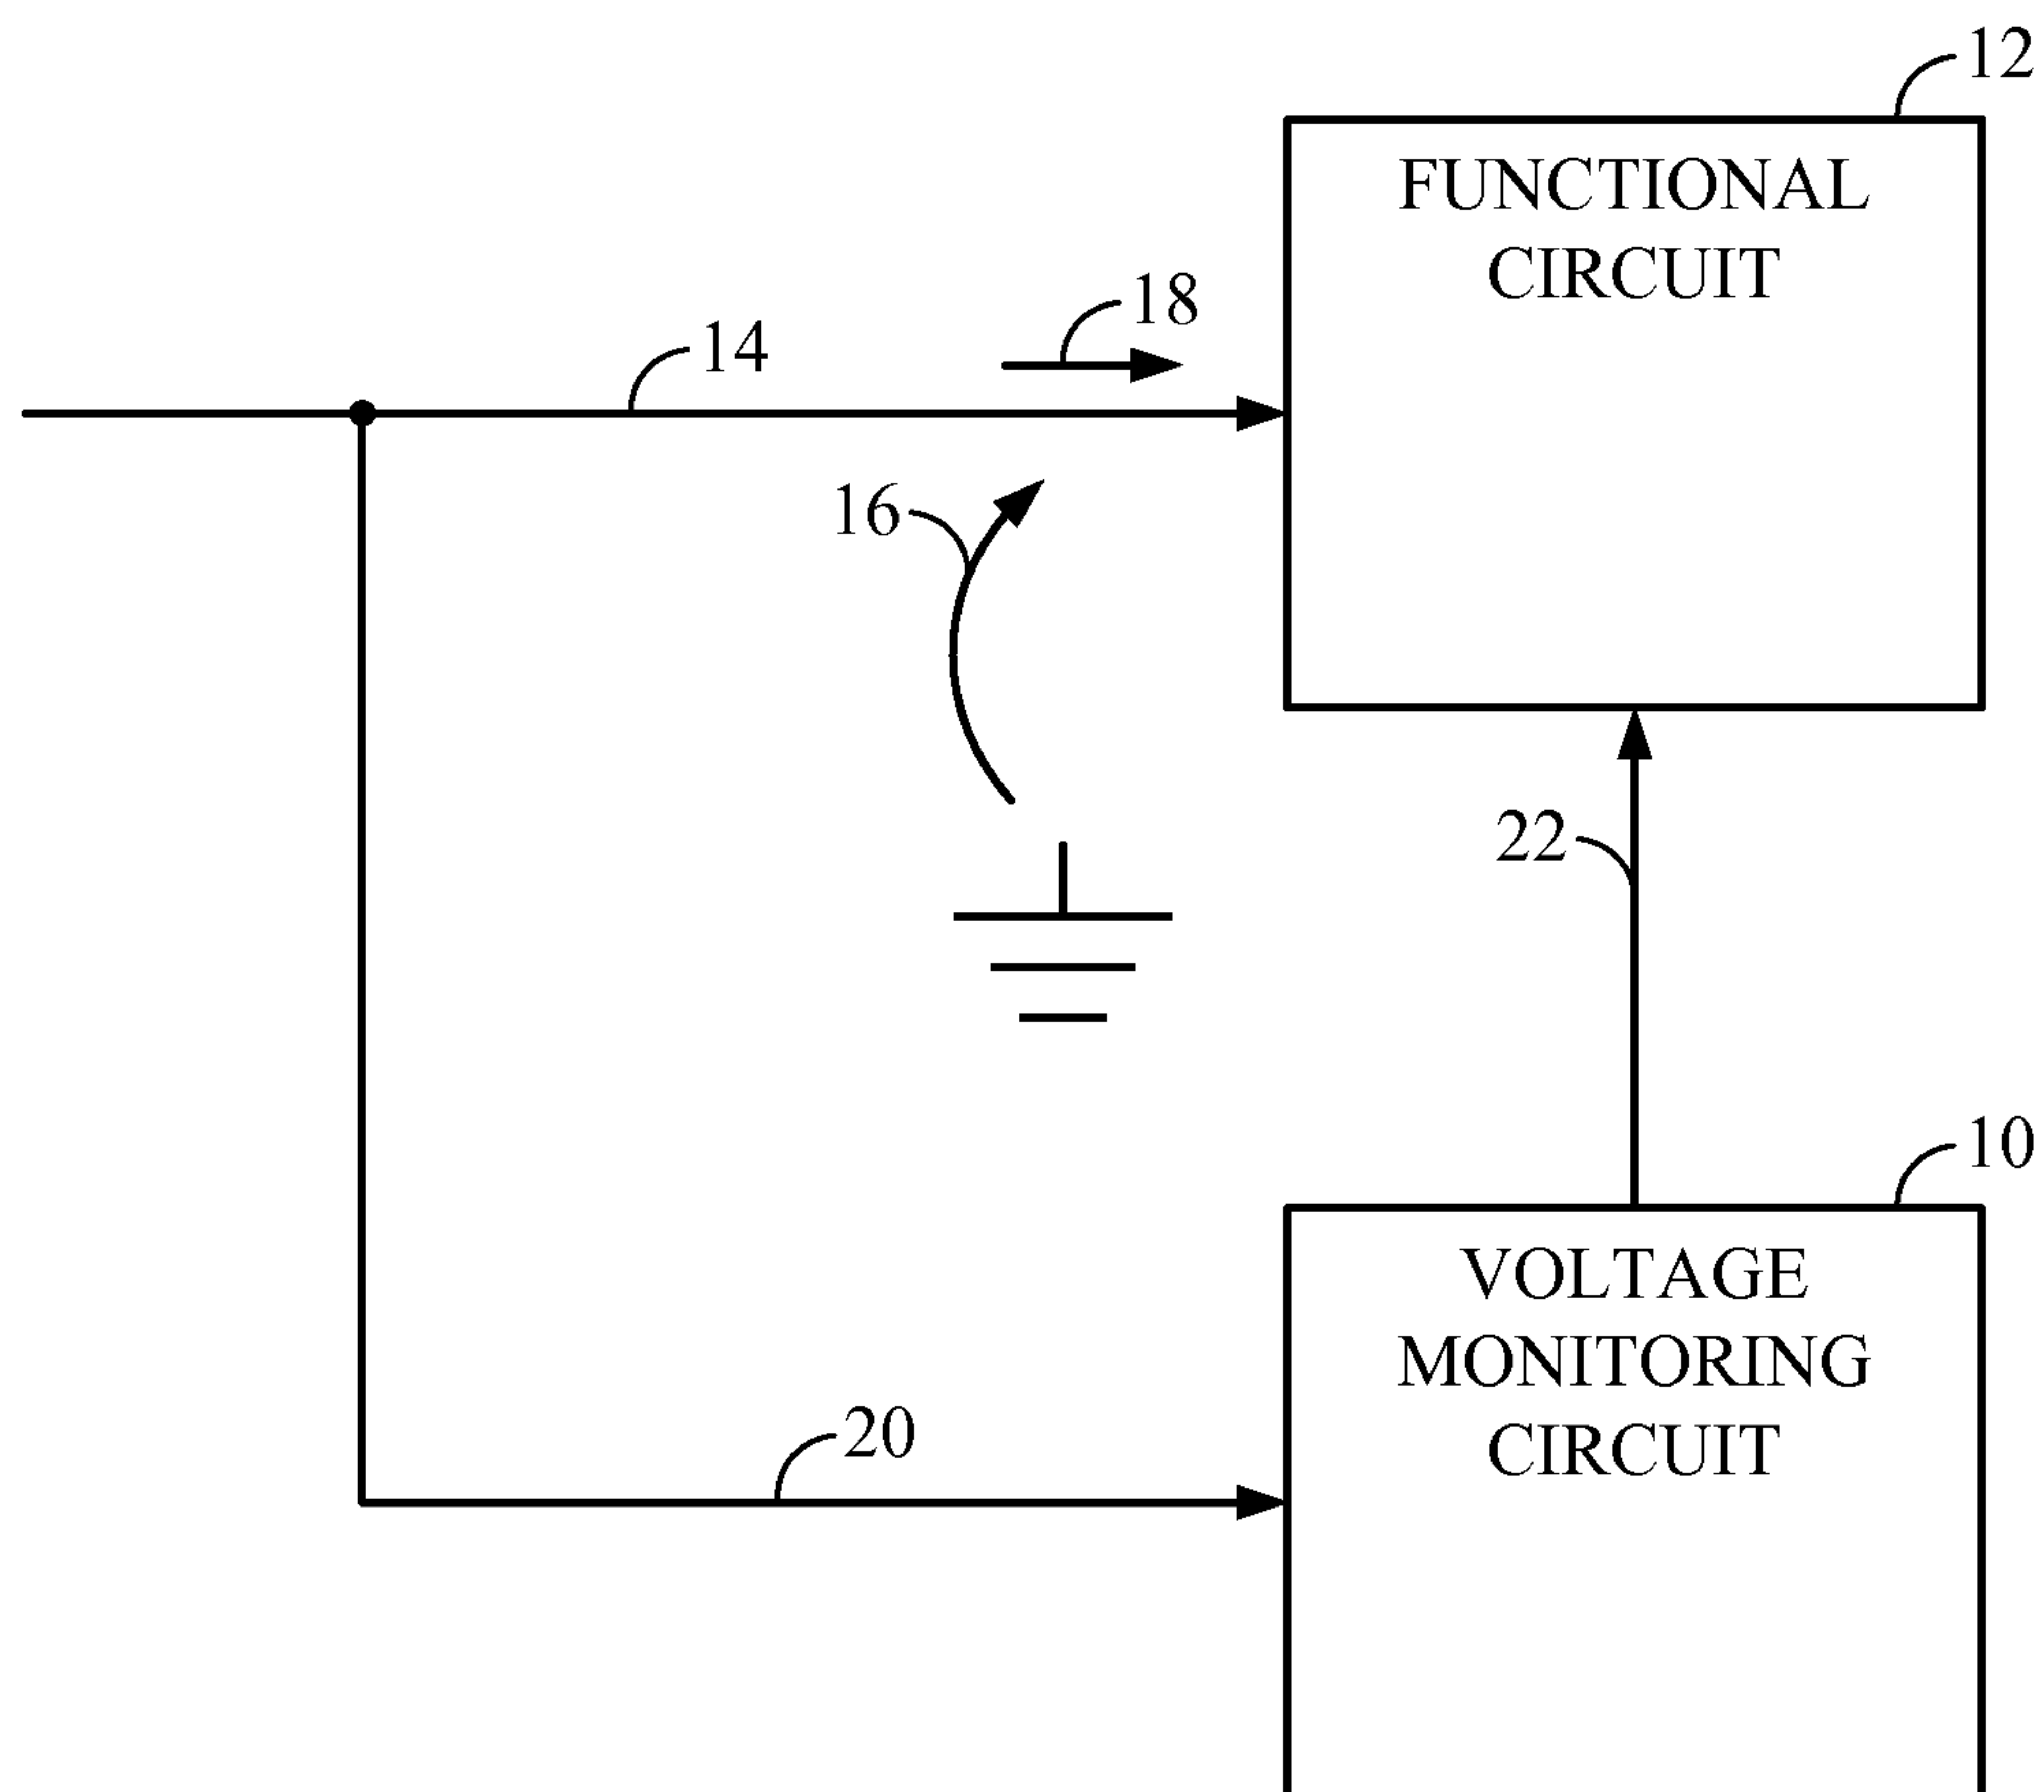 12
FUNCTIONAL
CIRCUIT
18
14
16
22
10
VOLTAGE
MONITORING
CIRCUIT
20